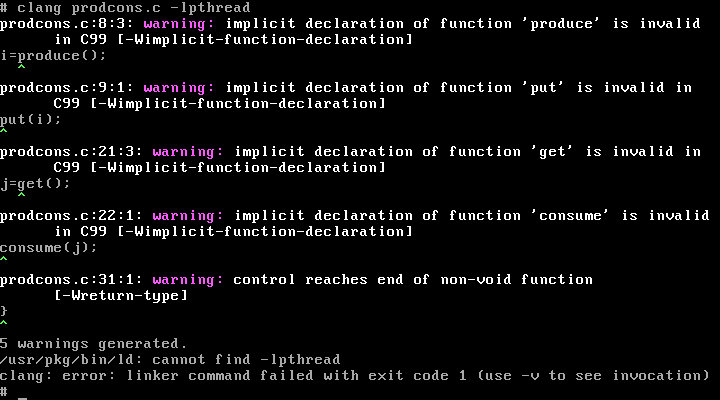 # clang prodcons.c -lpthread
prodcons.c:8:3: warning: implicit declaration of function 'produce' is invalid
in C99 [-Wimplicit-function-declaration]
i=produce();
^
prodcons.c:9:1: warning: implicit declaration of function 'put' is invalid in
C99 [-Wimplicit-function-declaration]
put(i);
^
prodcons.c:21:3: warning: implicit declaration of function 'get' is invalid in
C99 [-Wimplicit-function-declaration]
j=get();
^
prodcons.c:22:1: warning: implicit declaration of function 'consume' is invalid
in C99 [-Wimplicit-function-declaration]
consume(j);
^
prodcons.c:31:1: warning: control reaches end of non-void function
[-Wreturn-type]
}
^
5 warnings generated.
/usr/pkg/bin/ld: cannot find -lpthread
clang: error: linker command failed with exit code 1 (use -v to see invocation)
# _